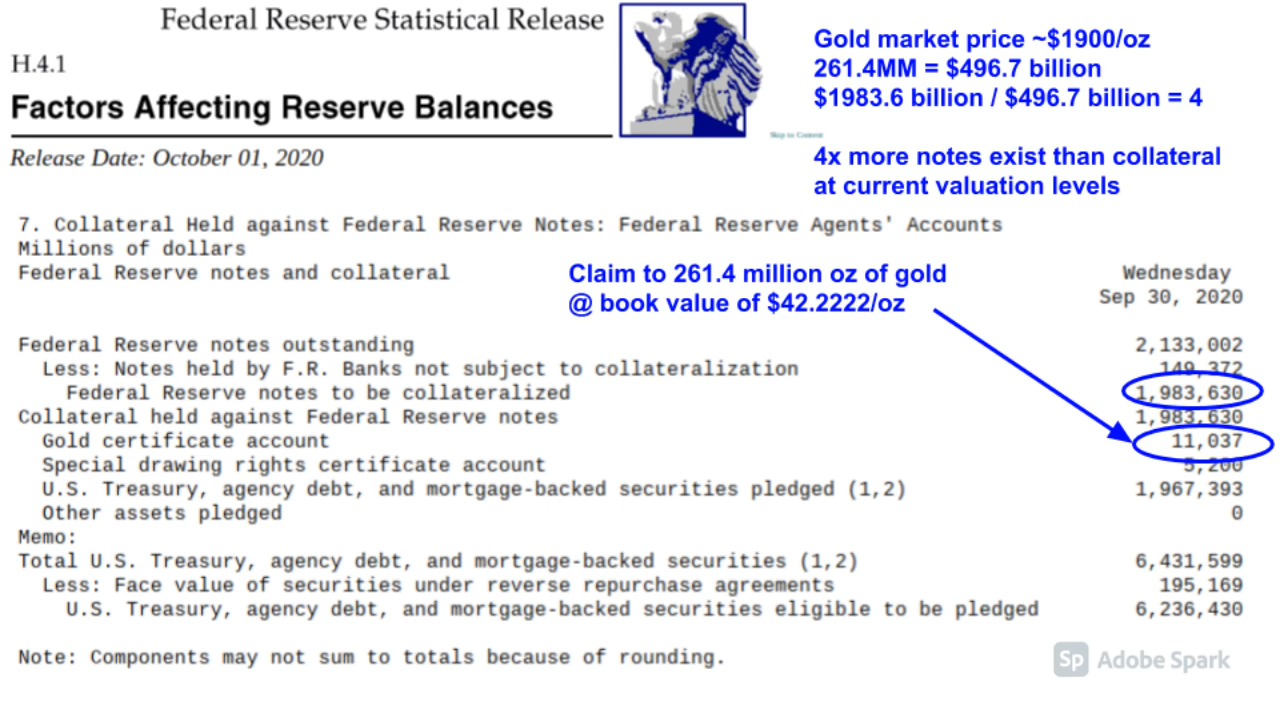 Federal Reserve Statistical Release
H.4.1
Factors Affecting Reserve Balances
Skip to Content
Release Date: October 01, 2020
Gold market price ~$1900/oz
261.4MM = $496.7 billion
$1983.6 billion / $496.7 billion = 4
4x more notes exist than collateral
at current valuation levels
7. Collateral Held against Federal Reserve Notes: Federal Reserve Agents' Accounts
Millions of dollars
Federal Reserve notes and collateral
Wednesday
Sep 30, 2020
Claim to 261.4 million oz of gold
@ book value of $42.2222/oz
Federal Reserve notes outstanding 2,133,002
Less: Notes held by F.R. Banks not subject to collateralization 149,372
Federal Reserve notes to be collateralized 1,983,630
Collateral held against Federal Reserve notes 1,983,630
Gold certificate account 11,037
Special drawing rights certificate account 5,200
U.S. Treasury, agency debt, and mortgage-backed securities pledged (1,2) 1,967,393
Other assets pledged 0
Memo:
Total U.S. Treasury, agency debt, and mortgage-backed securities (1,2) 6,431,599
Less: Face value of securities under reverse repurchase agreements 195,169
U.S. Treasury, agency debt, and mortgage-backed securities eligible to be pledged 6,236,430
Note: Components may not sum to totals because of rounding.
Sp Adobe Spark